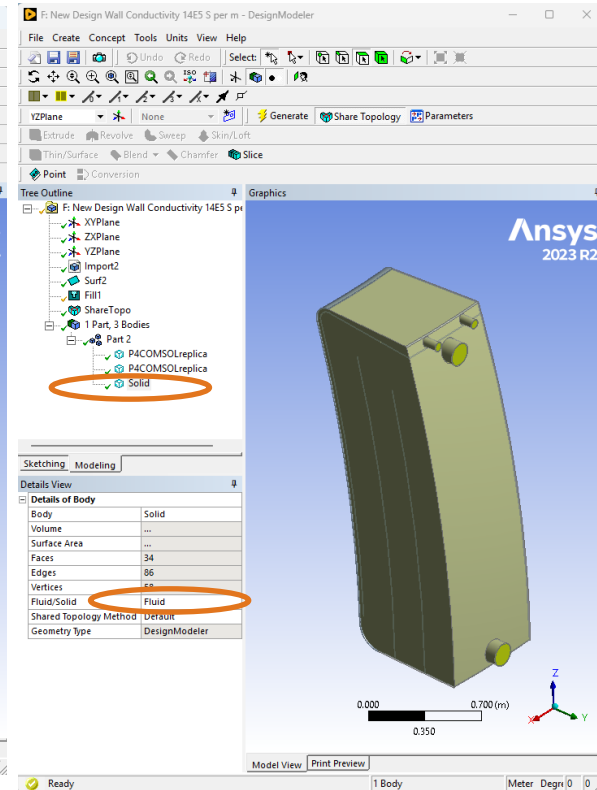 F: New Design Wall Conductivity 14E5 S per m - DesignModeler
File Create Concept Tools Units View Help
Undo Redo Select:
ISO
YZPlane None Generate Share Topology Parameters
Extrude Revolve Sweep Skin/Loft
Thin/Surface Blend Chamfer Slice
Point Conversion
Tree Outline
Graphics
F: New Design Wall Conductivity 14E5 S pe
XYPlane
ZXPlane
YZPlane
Import2
Surf2
Fill1
ShareTopo
1 Part, 3 Bodies
Part 2
P4COMSOLreplica
P4COMSOLreplica
Solid
Sketching Modeling
Details View
Details of Body
Body Solid
Volume ...
Surface Area ...
Faces 34
Edges 86
Vertices 58
Fluid/Solid Fluid
Shared Topology Method Default
Geometry Type DesignModeler
Ansys
2023 R2
Z
0.000 0.700 (m)
X Y
0.350
Model View Print Preview
Ready 1 Body Meter Degre 0 0